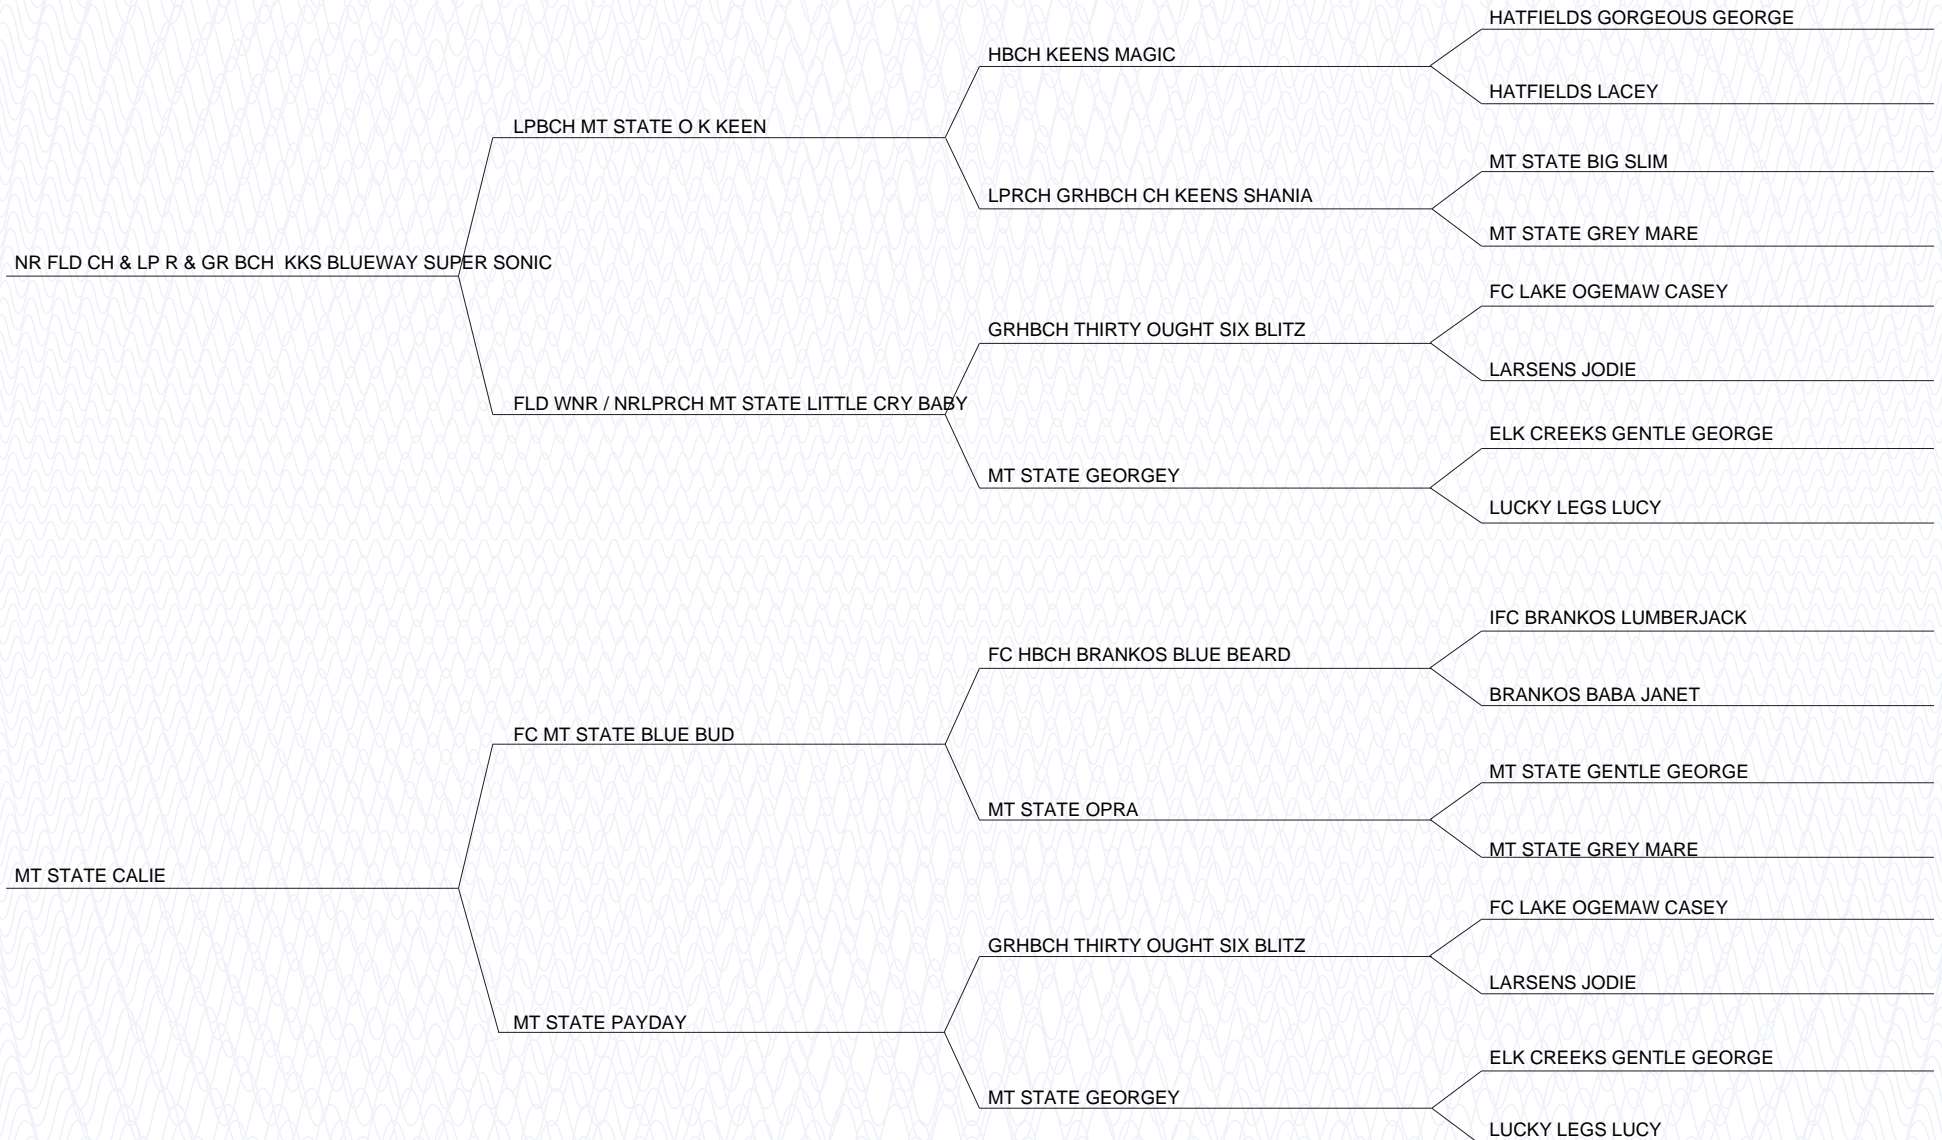 HATFIELDS GORGEOUS GEORGE
HBCH KEENS MAGIC
HATFIELDS LACEY
LPBCH MT STATE O K KEEN
MT STATE BIG SLIM
LPRCH GRHBCH CH KEENS SHANIA
MT STATE GREY MARE
NR FLD CH & LP R & GR BCH  KKS BLUEWAY SUPER SONIC
FC LAKE OGEMAW CASEY
GRHBCH THIRTY OUGHT SIX BLITZ
LARSENS JODIE
FLD WNR / NRLPRCH MT STATE LITTLE CRY BABY
ELK CREEKS GENTLE GEORGE
MT STATE GEORGEY
LUCKY LEGS LUCY
IFC BRANKOS LUMBERJACK
FC HBCH BRANKOS BLUE BEARD
BRANKOS BABA JANET
FC MT STATE BLUE BUD
MT STATE GENTLE GEORGE
MT STATE OPRA
MT STATE GREY MARE
MT STATE CALIE
FC LAKE OGEMAW CASEY
GRHBCH THIRTY OUGHT SIX BLITZ
LARSENS JODIE
MT STATE PAYDAY
ELK CREEKS GENTLE GEORGE
MT STATE GEORGEY
LUCKY LEGS LUCY